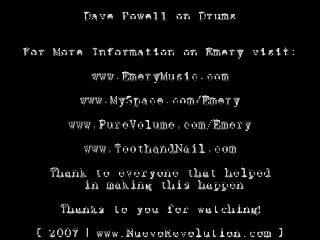 Dave Powell on Drums
For More Information on Emery visit:
www.EmeryMusic.com
www.MySpace.com/Emery
www.PureVolume.com/Emery
www.ToothandNail.com
Thank to everyone that helped
in making this happen
Thanks to you for watching!
[ 2007 | www.NuevoRevolution.com ]